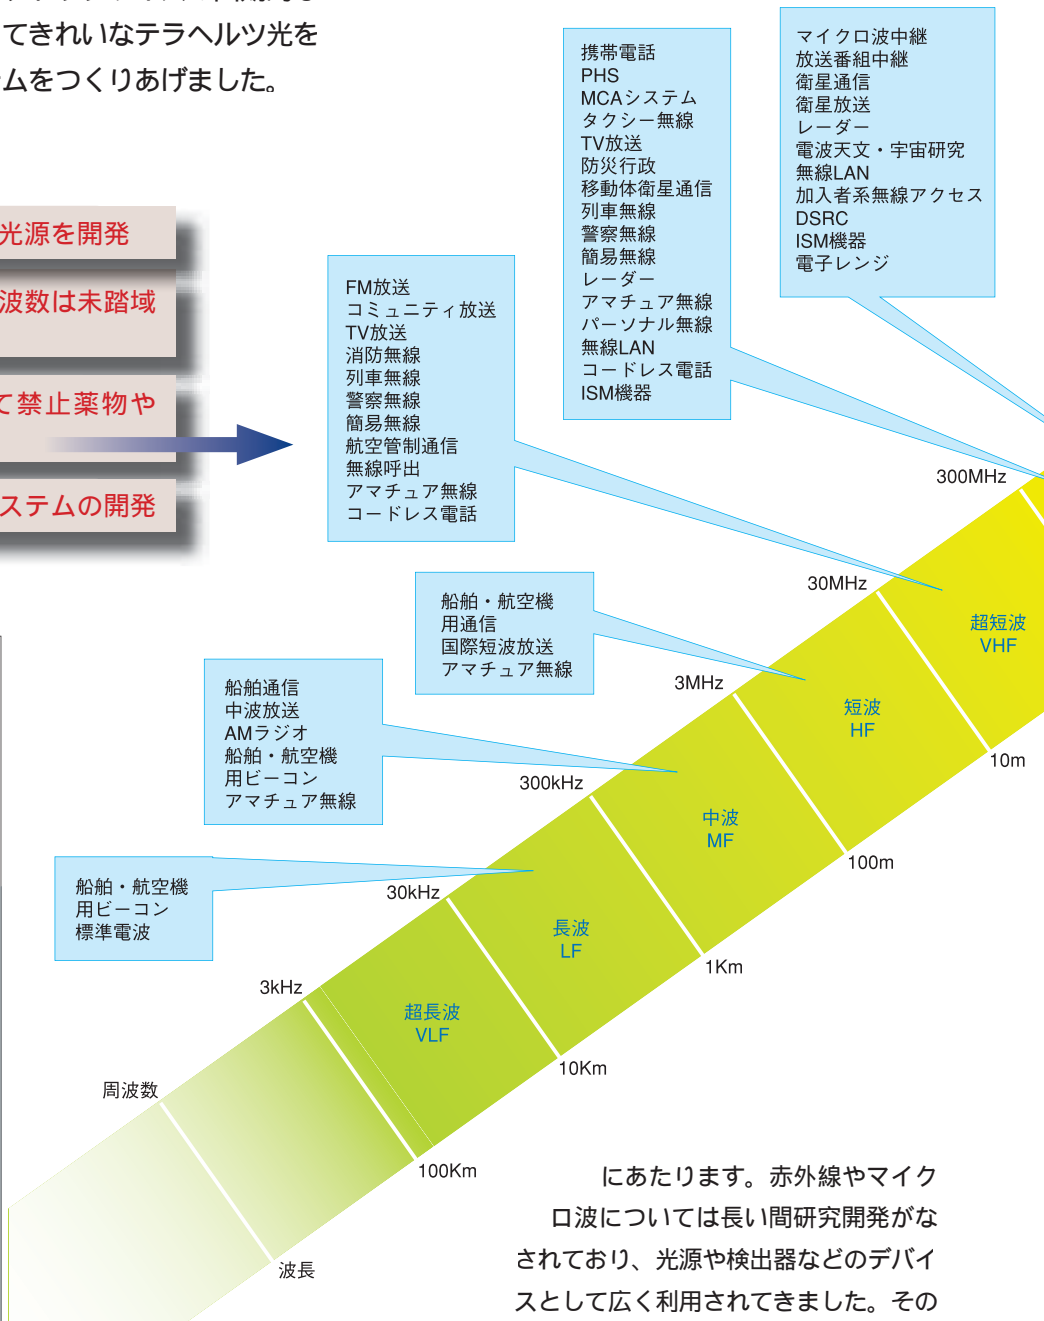 てきれいなテラヘルツ光を
ムをつくりあげました。
光源を開発
波数は未踏域
て禁止薬物や
ステムの開発
マイクロ波中継
放送番組中継
衛星通信
衛星放送
レーダー
電波天文・宇宙研究
無線LAN
加入者系無線アクセス
DSRC
ISM機器
電子レンジ
携帯電話
PHS
MCAシステム
タクシー無線
TV放送
防災行政
移動体衛星通信
列車無線
警察無線
簡易無線
レーダー
アマチュア無線
パーソナル無線
無線LAN
コードレス電話
ISM機器
FM放送
コミュニティ放送
TV放送
消防無線
列車無線
警察無線
簡易無線
航空管制通信
無線呼出
アマチュア無線
コードレス電話
船舶・航空機
用通信
国際短波放送
アマチュア無線
船舶通信
中波放送
AMラジオ
船舶・航空機
用ビーコン
アマチュア無線
船舶・航空機
用ビーコン
標準電波
300MHz
30MHz
3MHz
300kHz
30kHz
3kHz
周波数
超短波
VHF
短波
HF
中波
MF
長波
LF
超長波
VLF
10m
100m
1Km
10Km
100Km
波長
にあたります。赤外線やマイク
ロ波については長い間研究開発がな
されており、光源や検出器などのデバイ
スとして広く利用されてきました。その